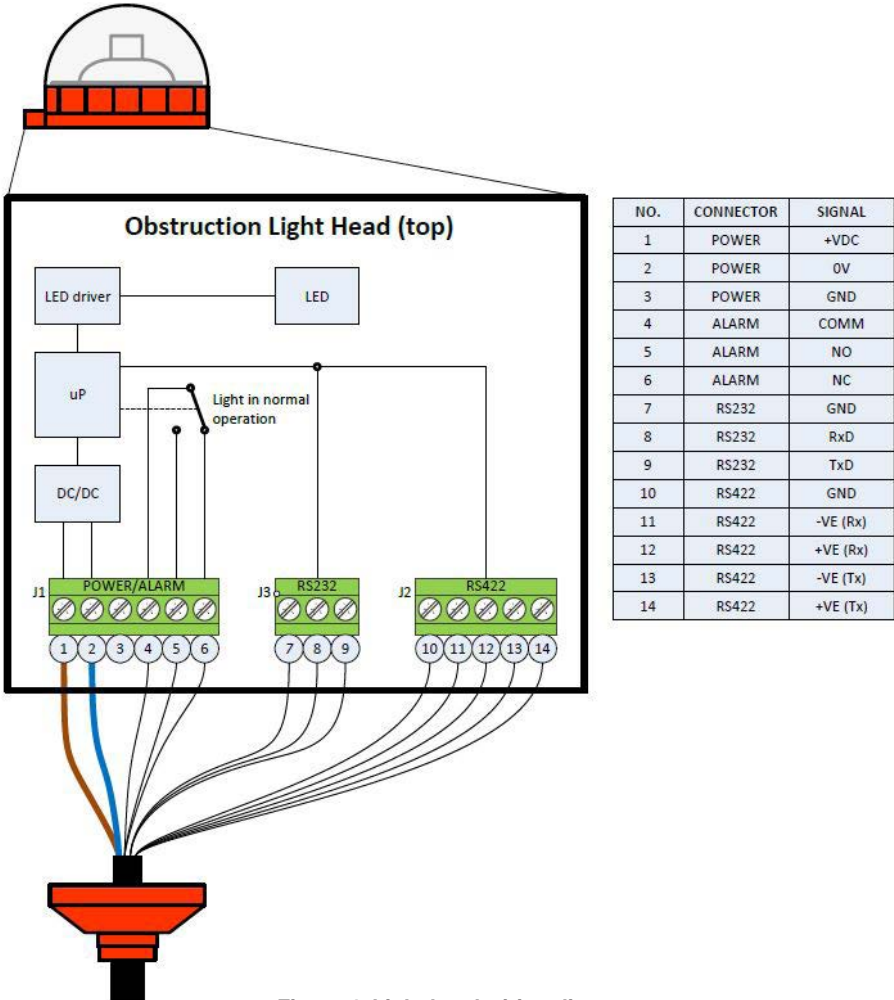 Obstruction Light Head (top)
LED driver
LED
uP
Light in normal
operation
DC/DC
J1
POWER/ALARM
J3
RS232
J2
RS422
1 2 3 4 5 6
7 8 9
10 11 12 13 14
NO. CONNECTOR SIGNAL
1 POWER +VDC
2 POWER 0V
3 POWER GND
4 ALARM COMM
5 ALARM NO
6 ALARM NC
7 RS232 GND
8 RS232 RxD
9 RS232 TxD
10 RS422 GND
11 RS422 -VE (Rx)
12 RS422 +VE (Rx)
13 RS422 -VE (Tx)
14 RS422 +VE (Tx)